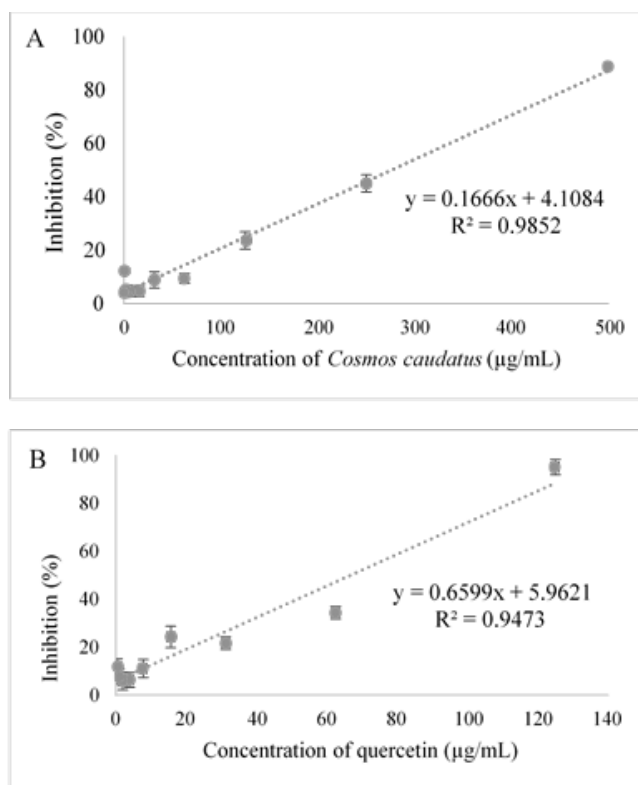 A
100
80
60
40
20
0
Inhibition (%)
y = 0.1666x + 4.1084
R² = 0.9852
0 100 200 300 400 500
Concentration of Cosmos caudatus (µg/mL)
B
100
80
60
40
20
0
Inhibition (%)
y = 0.6599x + 5.9621
R² = 0.9473
0 20 40 60 80 100 120 140
Concentration of quercetin (µg/mL)